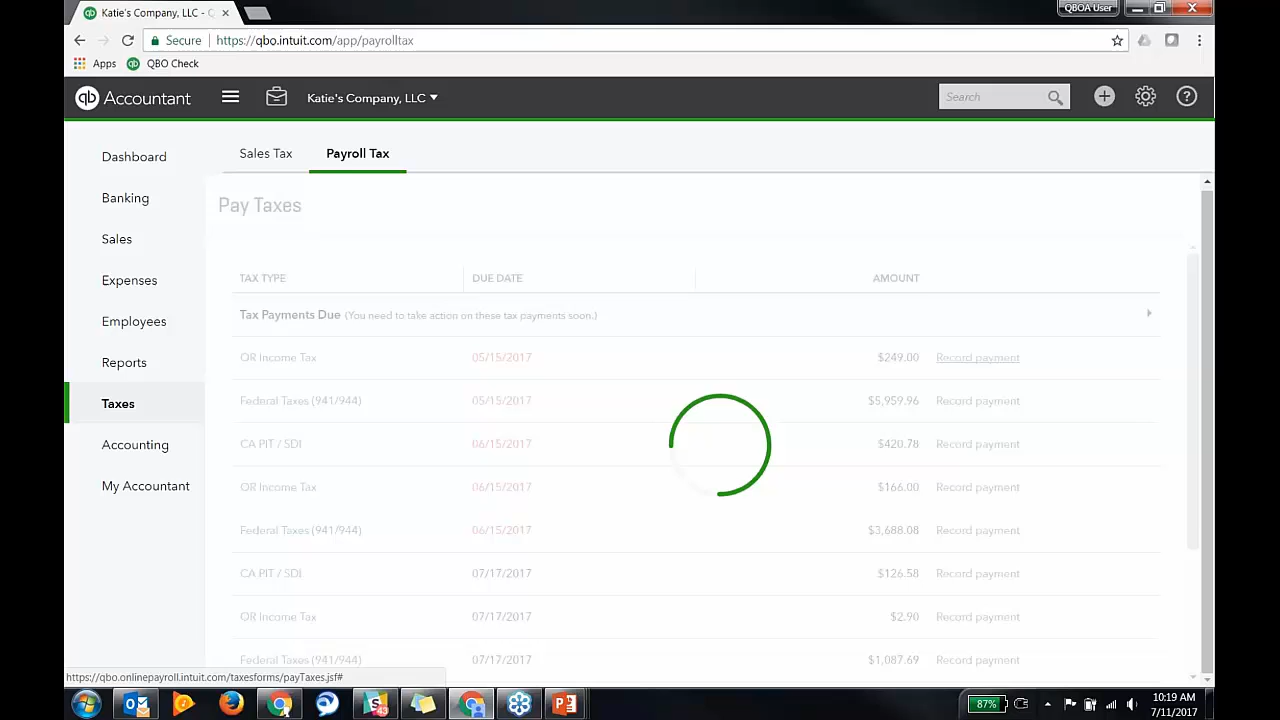 Katie's Company, LLC - Q
QBOA User
Secure
https://qbo.intuit.com/app/payrolltax
Apps
QBO Check
qb Accountant
Katie's Company, LLC
Search
Dashboard
Banking
Sales
Expenses
Employees
Reports
Taxes
Accounting
My Accountant
Sales Tax
Payroll Tax
Pay Taxes
TAX TYPE DUE DATE AMOUNT
Tax Payments Due (You need to take action on these tax payments soon.)
OR Income Tax 05/15/2017 $249.00 Record payment
Federal Taxes (941/944) 05/15/2017 $5,959.96 Record payment
CA PIT / SDI 06/15/2017 $420.78 Record payment
OR Income Tax 06/15/2017 $166.00 Record payment
Federal Taxes (941/944) 06/15/2017 $3,688.08 Record payment
CA PIT / SDI 07/17/2017 $126.58 Record payment
OR Income Tax 07/17/2017 $2.90 Record payment
Federal Taxes (941/944) 07/17/2017 $1,087.69 Record payment
https://qbo.onlinepayroll.intuit.com/taxesforms/payTaxes.jsf#
87%
10:19 AM
7/11/2017